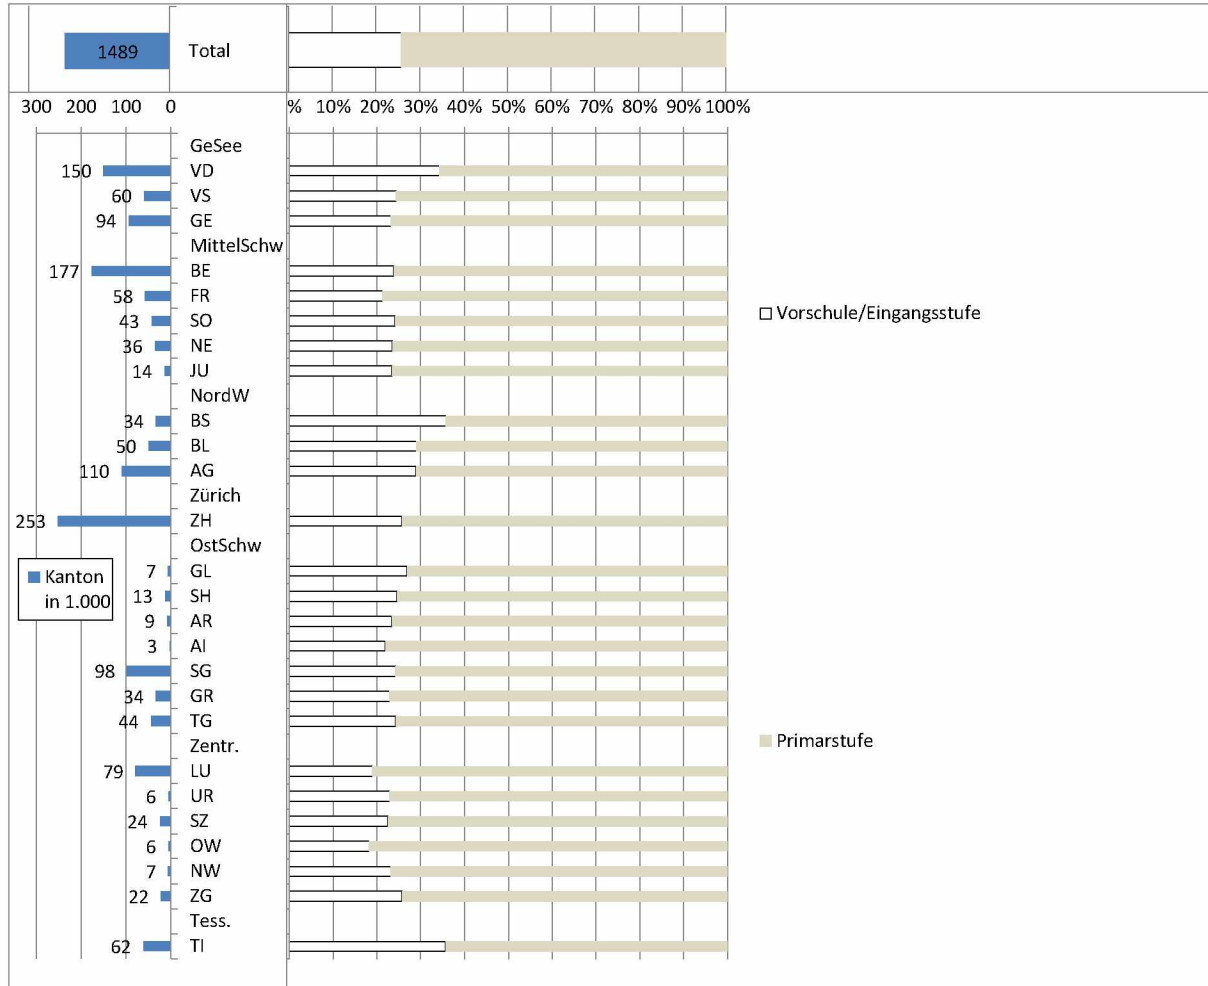 1489 Total
300 200 100 0 % 10% 20% 30% 40% 50% 60% 70% 80% 90% 100%
GeSee
150 VD
60 VS
94 GE
MittelSchw
177 BE
58 FR
□ Vorschule/Eingangsstufe
43 SO
36 NE
14 JU
NordW
34 BS
50 BL
110 AG
Zürich
253 ZH
OstSchw
7 GL
Kanton
in 1.000
13 SH
9 AR
3 AI
98 SG
34 GR
44 TG
Primarstufe
Zentr.
79 LU
6 UR
24 SZ
6 OW
7 NW
22 ZG
Tess.
62 TI